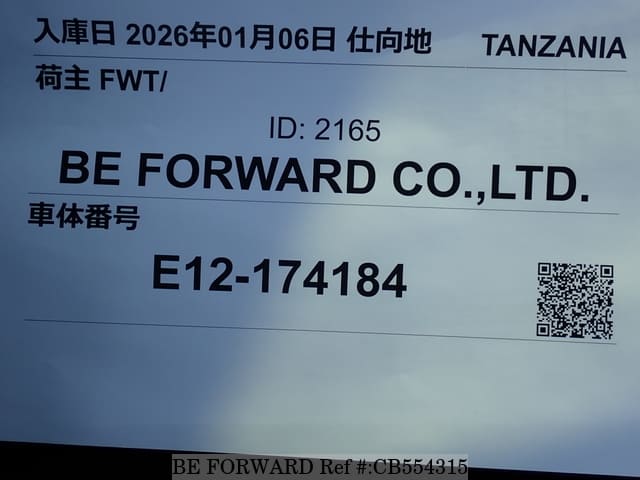 入庫日 2026年01月06日 仕向地 TANZANIA
荷主 FWT/
ID: 2165
BE FORWARD CO.,LTD.
車体番号
E12-174184
BE FORWARD Ref #:CB554315